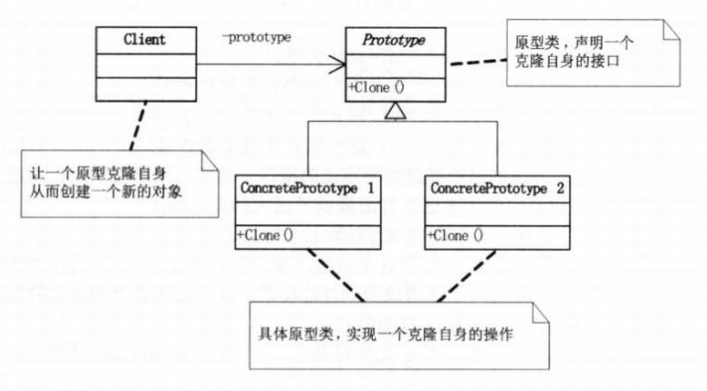 Client
-prototype
Prototype
+Clone()
原型类，声明一个
克隆自身的接口
让一个原型克隆自身
从而创建一个新的对象
ConcretePrototype 1
+Clone()
ConcretePrototype 2
+Clone()
具体原型类，实现一个克隆自身的操作